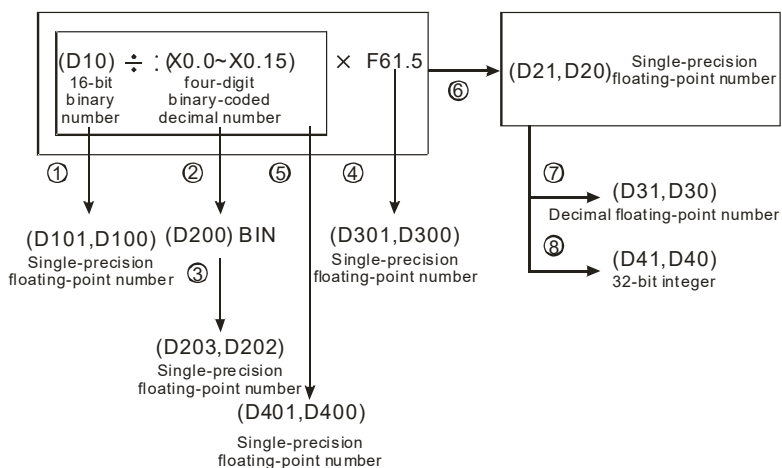 (D10) ÷ : (X0.0~X0.15) × F61.5
16-bit binary number
four-digit binary-coded decimal number
⑥
(D21,D20) Single-precision floating-point number
①
②
⑤
④
⑦
(D31,D30)
Decimal floating-point number
⑧
(D41,D40)
32-bit integer
(D101,D100)
Single-precision
floating-point number
(D200) BIN
③
(D301,D300)
Single-precision
floating-point number
(D203,D202)
Single-precision
floating-point number
(D401,D400)
Single-precision
floating-point number